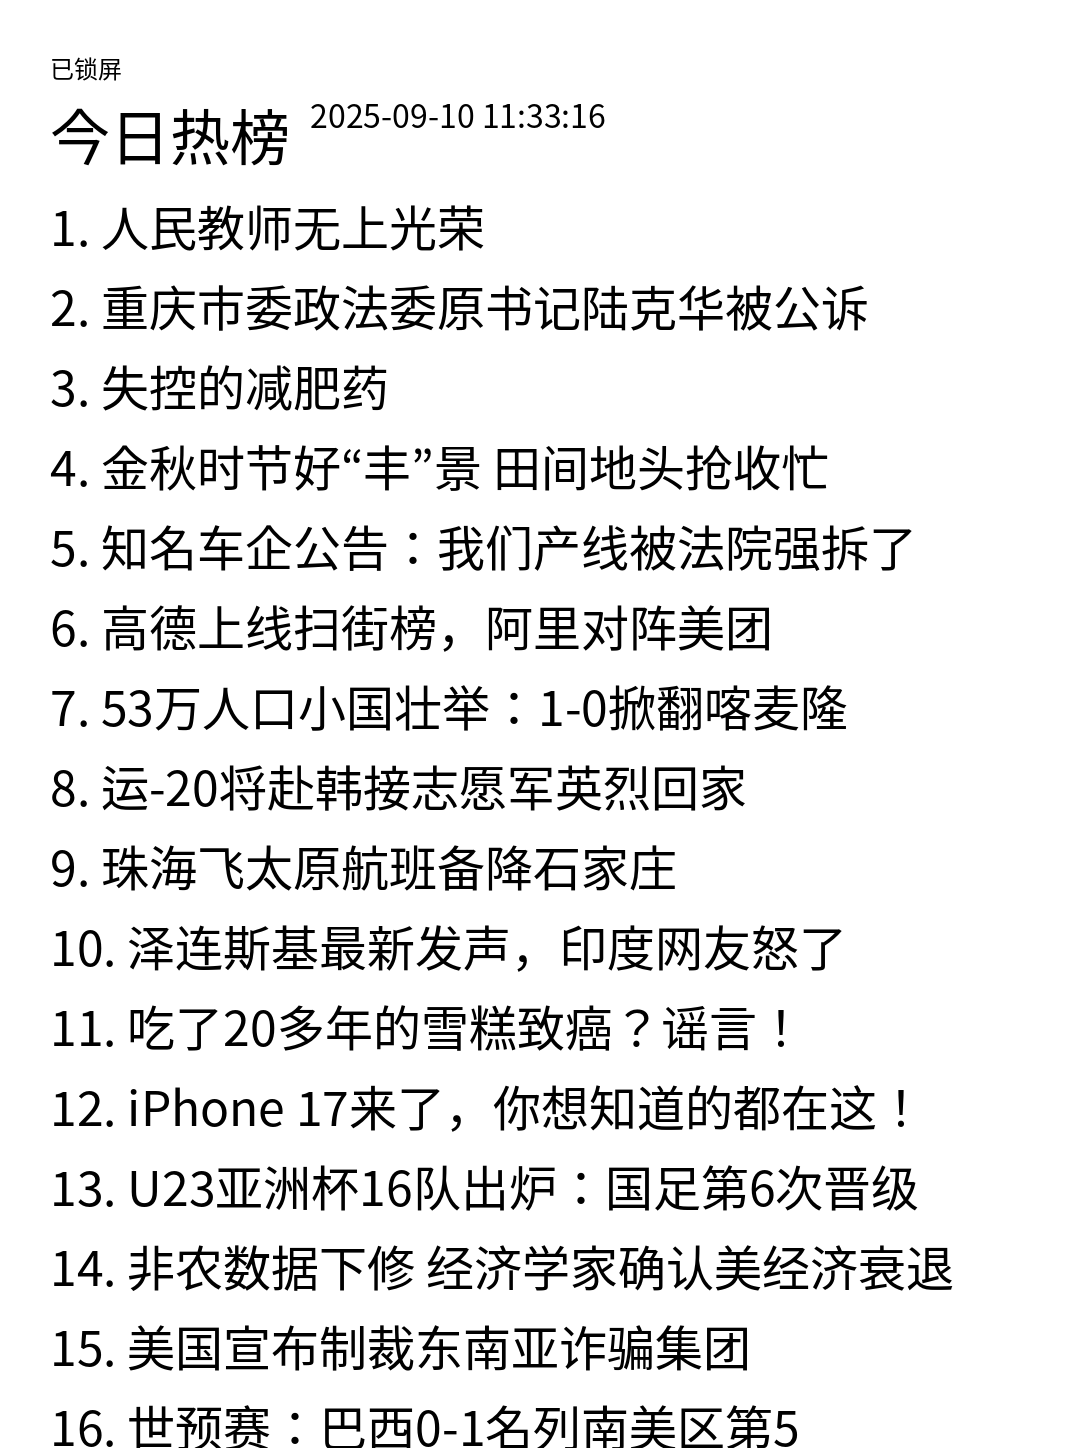 已锁屏
今日热榜 2025-09-10 11:33:16
1. 人民教师无上光荣
2. 重庆市委政法委原书记陆克华被公诉
3. 失控的减肥药
4. 金秋时节好“丰”景 田间地头抢收忙
5. 知名车企公告：我们产线被法院强拆了
6. 高德上线扫街榜，阿里对阵美团
7. 53万人口小国壮举：1-0掀翻喀麦隆
8. 运-20将赴韩接志愿军英烈回家
9. 珠海飞太原航班备降石家庄
10. 泽连斯基最新发声，印度网友怒了
11. 吃了20多年的雪糕致癌？谣言！
12. iPhone 17来了，你想知道的都在这！
13. U23亚洲杯16队出炉：国足第6次晋级
14. 非农数据下修 经济学家确认美经济衰退
15. 美国宣布制裁东南亚诈骗集团
16. 世预赛：巴西0-1名列南美区第5